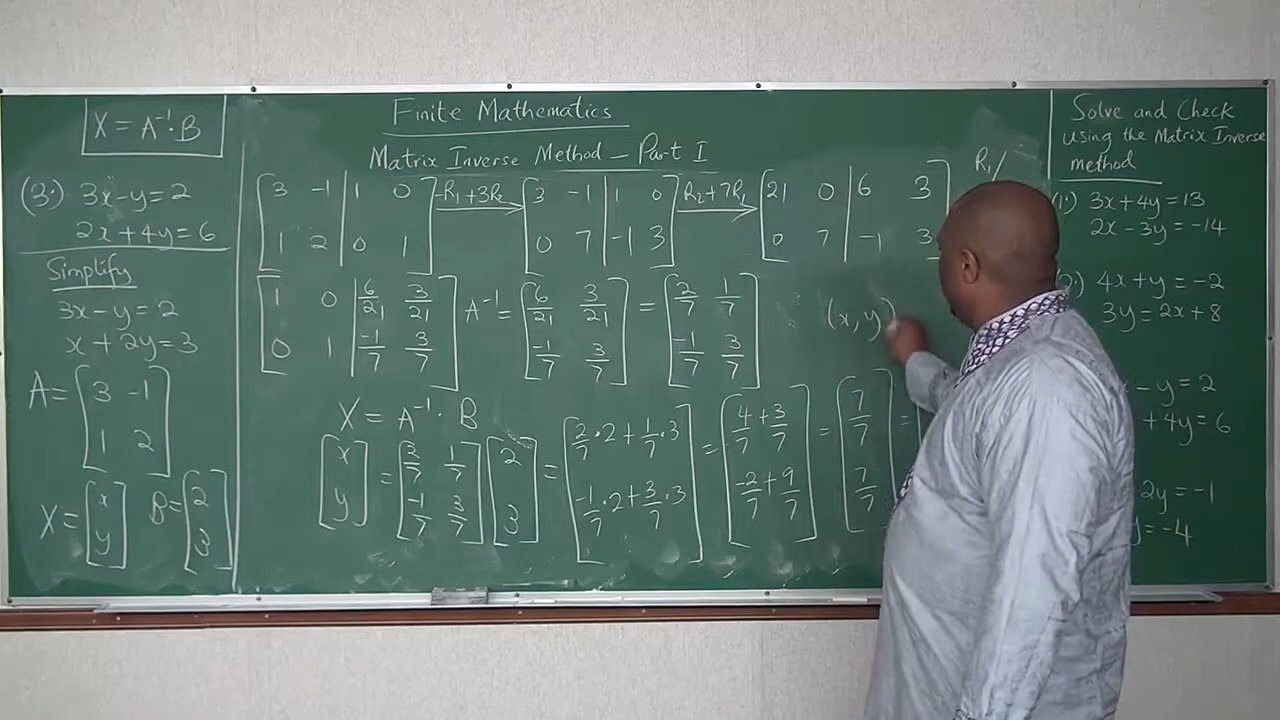 X = A⁻¹·B
(3.) 3x-y=2
2x+4y=6
Simplify
3x-y=2
x+2y=3
A= [3 -1
1 2]
X= [x
y] B= [2
3]
Finite Mathematics
Matrix Inverse Method – Part I
[3 -1 | 1 0
1 2 | 0 1] -R₁+3R₂ → [3 -1 | 1 0
0 7 | -1 3] R₂+7R₁ → [21 0 | 6 3
0 7 | -1 3
R₁/
[1 0 | 6/21 3/21
0 1 | -1/7 3/7] A⁻¹= [6/21 3/21
-1/7 3/7] = [2/7 1/7
-1/7 3/7]
(x,y)
X = A⁻¹ · B
[x
y] = [2/7 1/7
-1/7 3/7] [2
3] = [2/7·2+1/7·3
-1/7·2+3/7·3] = [4/7+3/7
-2/7+9/7] = [7/7
7/7] =
Solve and Check
using the Matrix Inverse
method
(1.) 3x+4y=13
2x-3y=-14
4x+y=-2
3y=2x+8
-y=2
+4y=6
2y=-1
y=-4